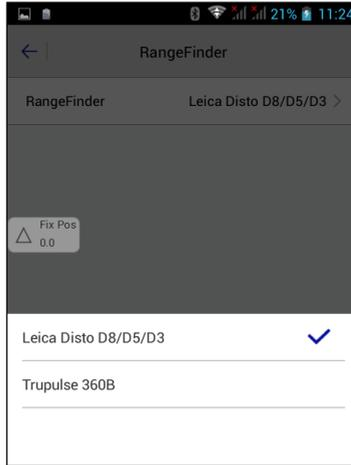 21% 11:24
RangeFinder
RangeFinder Leica Disto D8/D5/D3
Fix Pos
0.0
Leica Disto D8/D5/D3
Trupulse 360B